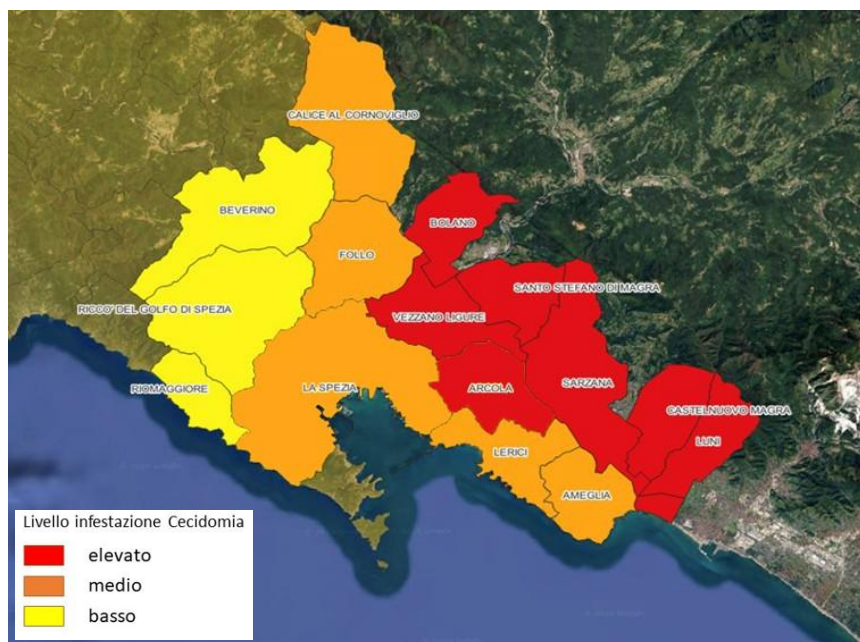 CALICE AL CORNOVIGLIO
BEVERINO
BOLANO
FOLLO
SANTO STEFANO DI MAGRA
RICCO' DEL GOLFO DI SPEZIA
VEZZANO LIGURE
RIOMAGGIORE
LA SPEZIA
ARCOLA
SARZANA
CASTELNUOVO MAGRA
LUNI
LERICI
AMEGLIA
Livello infestazione Cecidomia
elevato
medio
basso